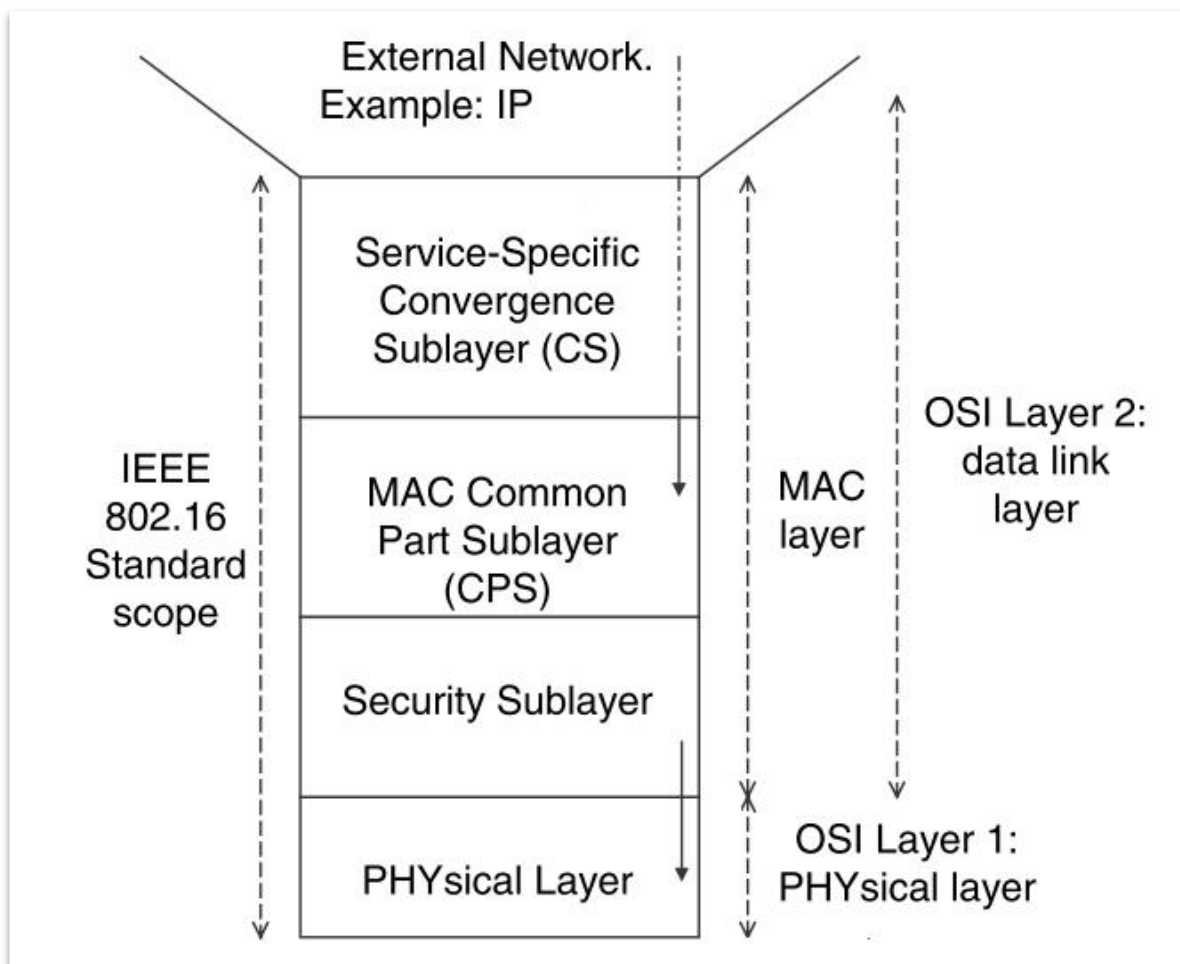 External Network.
Example: IP
Service-Specific
Convergence
Sublayer (CS)
MAC Common
Part Sublayer
(CPS)
Security Sublayer
PHYsical Layer
IEEE
802.16
Standard
scope
MAC
layer
OSI Layer 2:
data link
layer
OSI Layer 1:
PHYsical layer